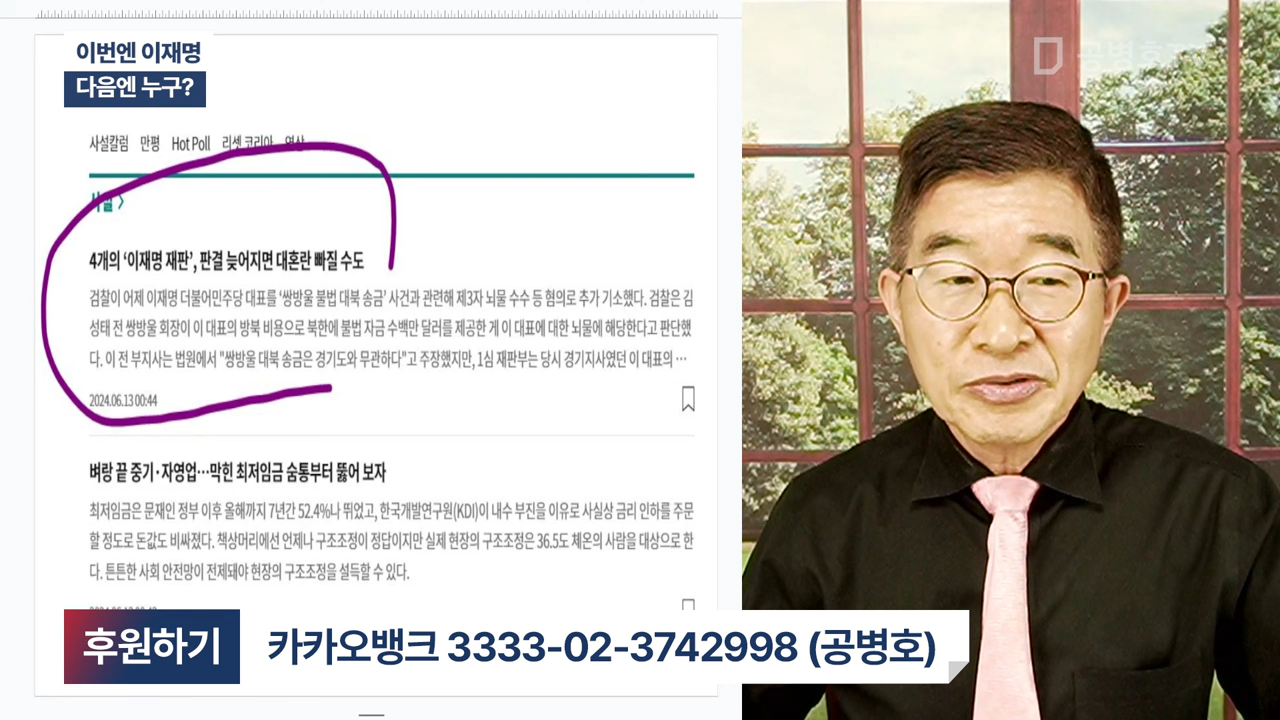 이번엔 이재명
다음엔 누구?
공병호
사설칼럼 만평 Hot Poll 리셋 코리아 영상
사설 >
4개의 ‘이재명 재판’, 판결 늦어지면 대혼란 빠질 수도
검찰이 어제 이재명 더불어민주당 대표를 ‘쌍방울 불법 대북 송금’ 사건과 관련해 제3자 뇌물 수수 등 혐의로 추가 기소했다. 검찰은 김
성태 전 쌍방울 회장이 이 대표의 방북 비용으로 북한에 불법 자금 수백만 달러를 제공한 게 이 대표에 대한 뇌물에 해당한다고 판단했
다. 이 전 부지사는 법원에서 "쌍방울 대북 송금은 경기도와 무관하다"고 주장했지만, 1심 재판부는 당시 경기지사였던 이 대표의 …
2024.06.13 00:44
벼랑 끝 중기·자영업…막힌 최저임금 숨통부터 뚫어 보자
최저임금은 문재인 정부 이후 올해까지 7년간 52.4%나 뛰었고, 한국개발연구원(KDI)이 내수 부진을 이유로 사실상 금리 인하를 주문
할 정도로 돈값도 비싸졌다. 책상머리에선 언제나 구조조정이 정답이지만 실제 현장의 구조조정은 36.5도 체온의 사람을 대상으로 한
다. 튼튼한 사회 안전망이 전제돼야 현장의 구조조정을 설득할 수 있다.
후원하기
카카오뱅크 3333-02-3742998 (공병호)